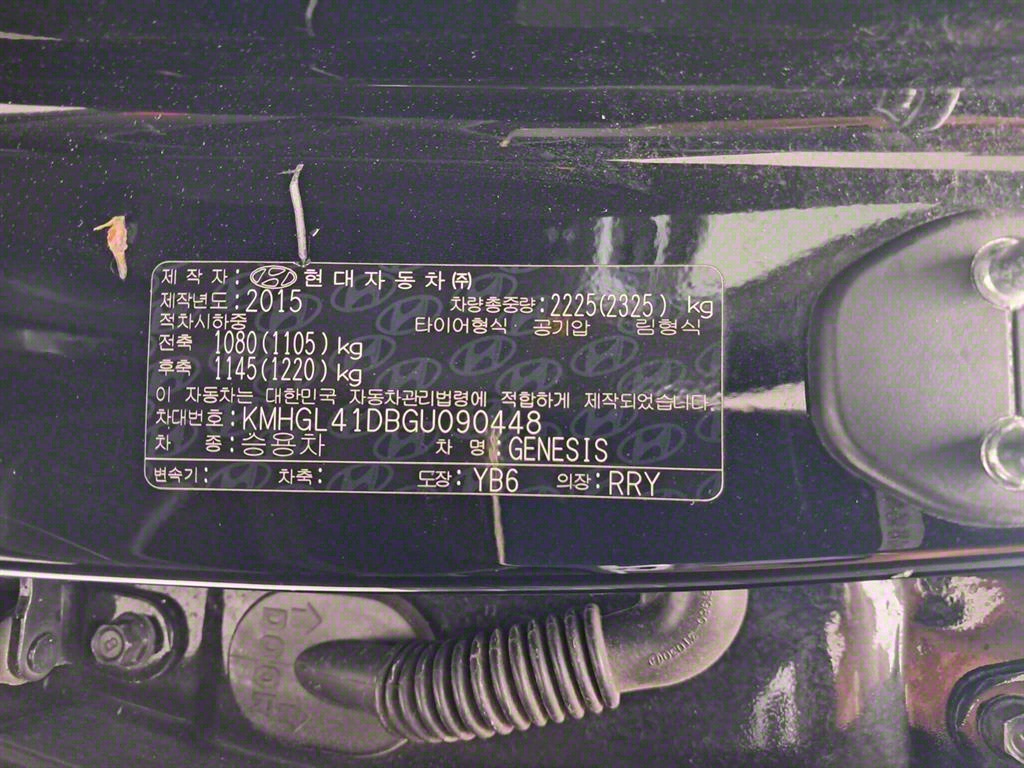 제 작 자 : 현대자동차㈜
제작년도 : 2015 차량총중량 : 2225(2325) kg
적차시하중 타이어형식 공기압 림형식
전축 1080(1105) kg
후축 1145(1220) kg
이 자동차는 대한민국 자동차관리법령에 적합하게 제작되었습니다.
차대번호 : KMHGL41DBGU090448
차 종 : 승용차 차 명 : GENESIS
변속기 : 차축 : 도장 : YB6 의장 : RRY
DOOR